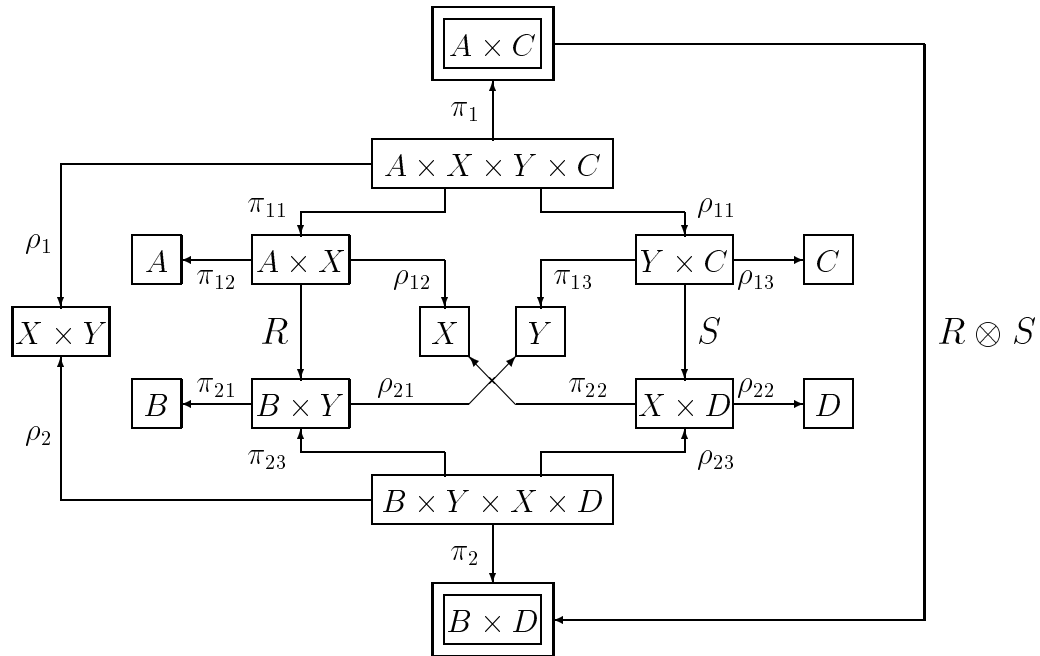 A × C
π₁
A × X × Y × C
π₁₁ ρ₁₁
ρ₁ A π₁₂ A × X ρ₁₂ π₁₃ Y × C ρ₁₃ C
X × Y R X Y S R ⊗ S
B π₂₁ B × Y ρ₂₁ π₂₂ X × D ρ₂₂ D
ρ₂ π₂₃ ρ₂₃
B × Y × X × D
π₂
B × D